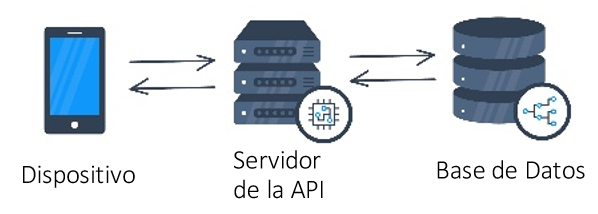 Dispositivo
Servidor
de la API
Base de Datos